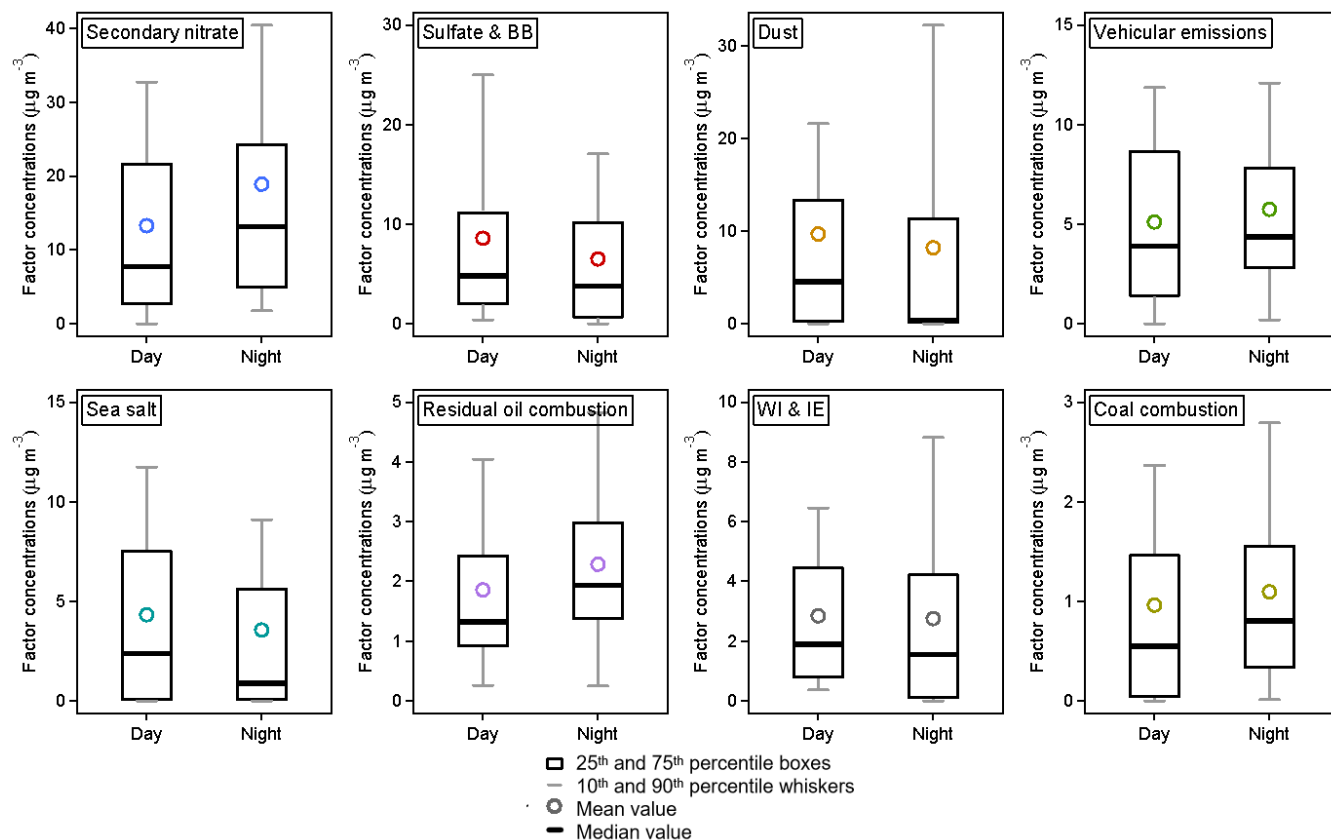 Secondary nitrate
Factor concentrations (µg m⁻³)
40
30
20
10
0
Day Night
Sulfate & BB
Factor concentrations (µg m⁻³)
30
20
10
0
Day Night
Dust
Factor concentrations (µg m⁻³)
30
20
10
0
Day Night
Vehicular emissions
Factor concentrations (µg m⁻³)
15
10
5
0
Day Night
Sea salt
Factor concentrations (µg m⁻³)
15
10
5
0
Day Night
Residual oil combustion
Factor concentrations (µg m⁻³)
5
4
3
2
1
0
Day Night
WI & IE
Factor concentrations (µg m⁻³)
10
8
6
4
2
0
Day Night
Coal combustion
Factor concentrations (µg m⁻³)
3
2
1
0
Day Night
25th and 75th percentile boxes
10th and 90th percentile whiskers
Mean value
Median value